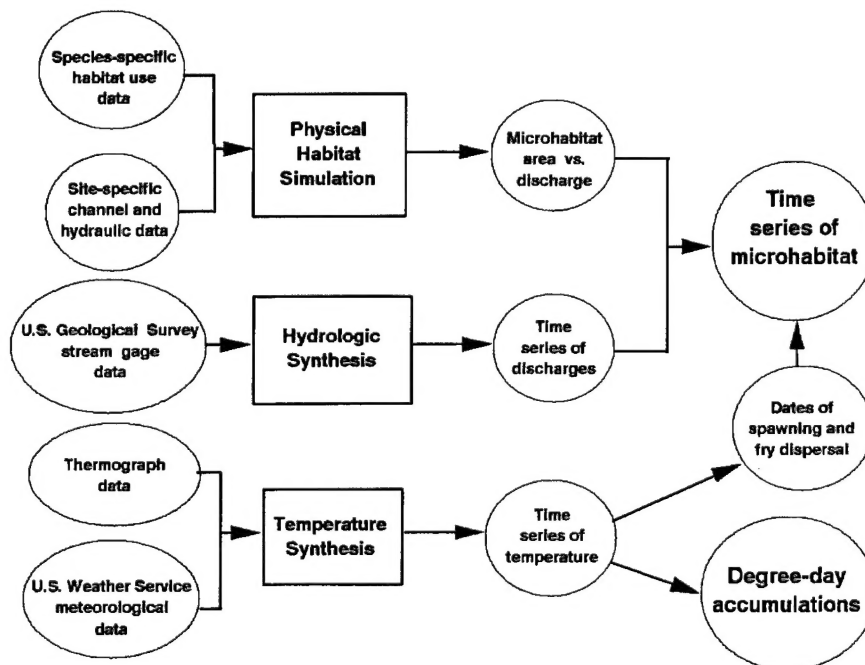 Species-specific
habitat use
data
Site-specific
channel and
hydraulic data
Physical
Habitat
Simulation
Microhabitat
area vs.
discharge
Time
series of
microhabitat
U.S. Geological Survey
stream gage
data
Hydrologic
Synthesis
Time
series of
discharges
Dates of
spawning and
fry dispersal
Thermograph
data
U.S. Weather Service
meteorological
data
Temperature
Synthesis
Time
series of
temperature
Degree-day
accumulations